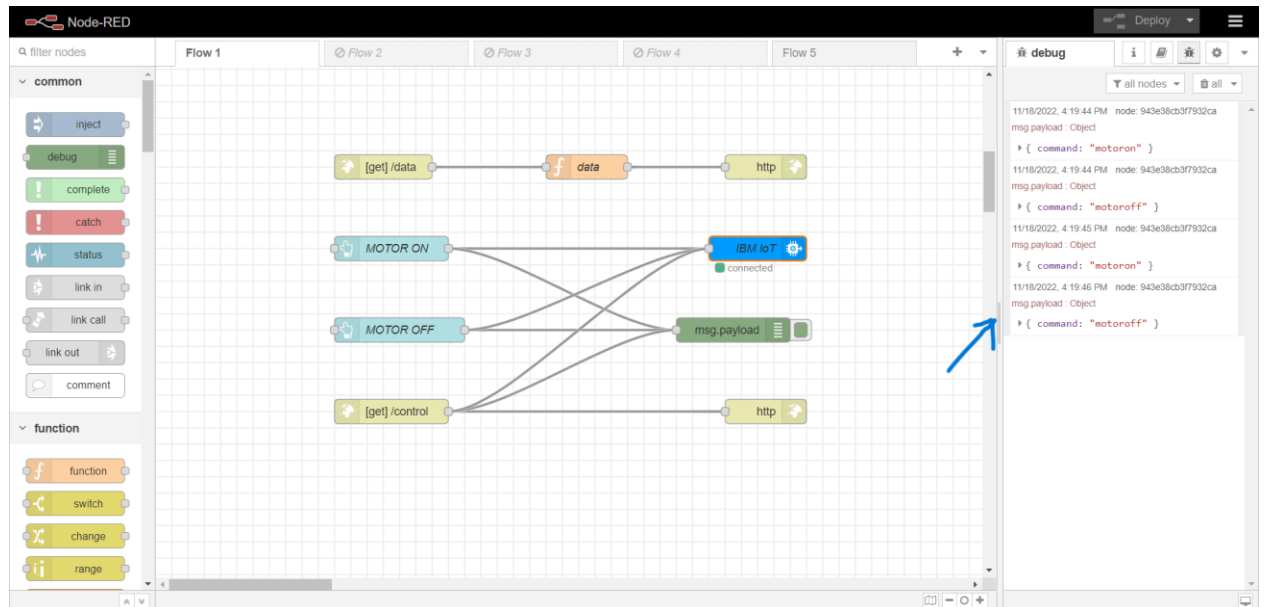 Node-RED
Deploy
filter nodes
Flow 1
Flow 2
Flow 3
Flow 4
Flow 5
debug
i
common
all nodes
all
inject
debug
complete
catch
status
link in
link call
link out
comment
function
function
switch
change
range
[get] /data
data
http
MOTOR ON
IBM IoT
connected
MOTOR OFF
msg.payload
[get] /control
http
11/18/2022, 4:19:44 PM node: 943e38cb3f7932ca
msg.payload : Object
{ command: "motoron" }
11/18/2022, 4:19:44 PM node: 943e38cb3f7932ca
msg.payload : Object
{ command: "motoroff" }
11/18/2022, 4:19:45 PM node: 943e38cb3f7932ca
msg.payload : Object
{ command: "motoron" }
11/18/2022, 4:19:46 PM node: 943e38cb3f7932ca
msg.payload : Object
{ command: "motoroff" }